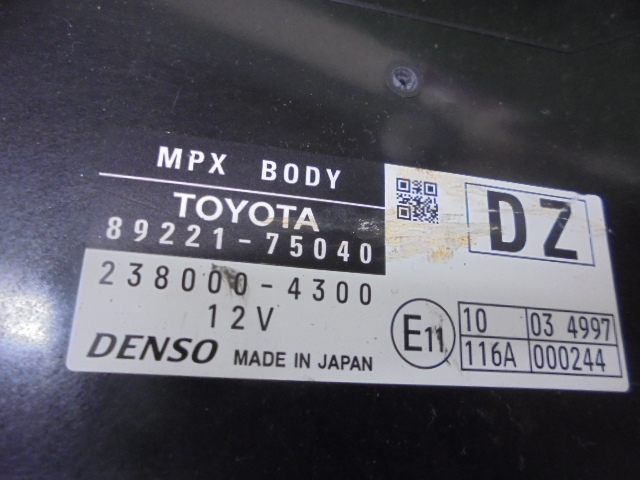 MPX BODY
TOYOTA
89221-75040
DZ
238000-4300
12V
DENSO MADE IN JAPAN
E11
10 03 4997
116A 000244